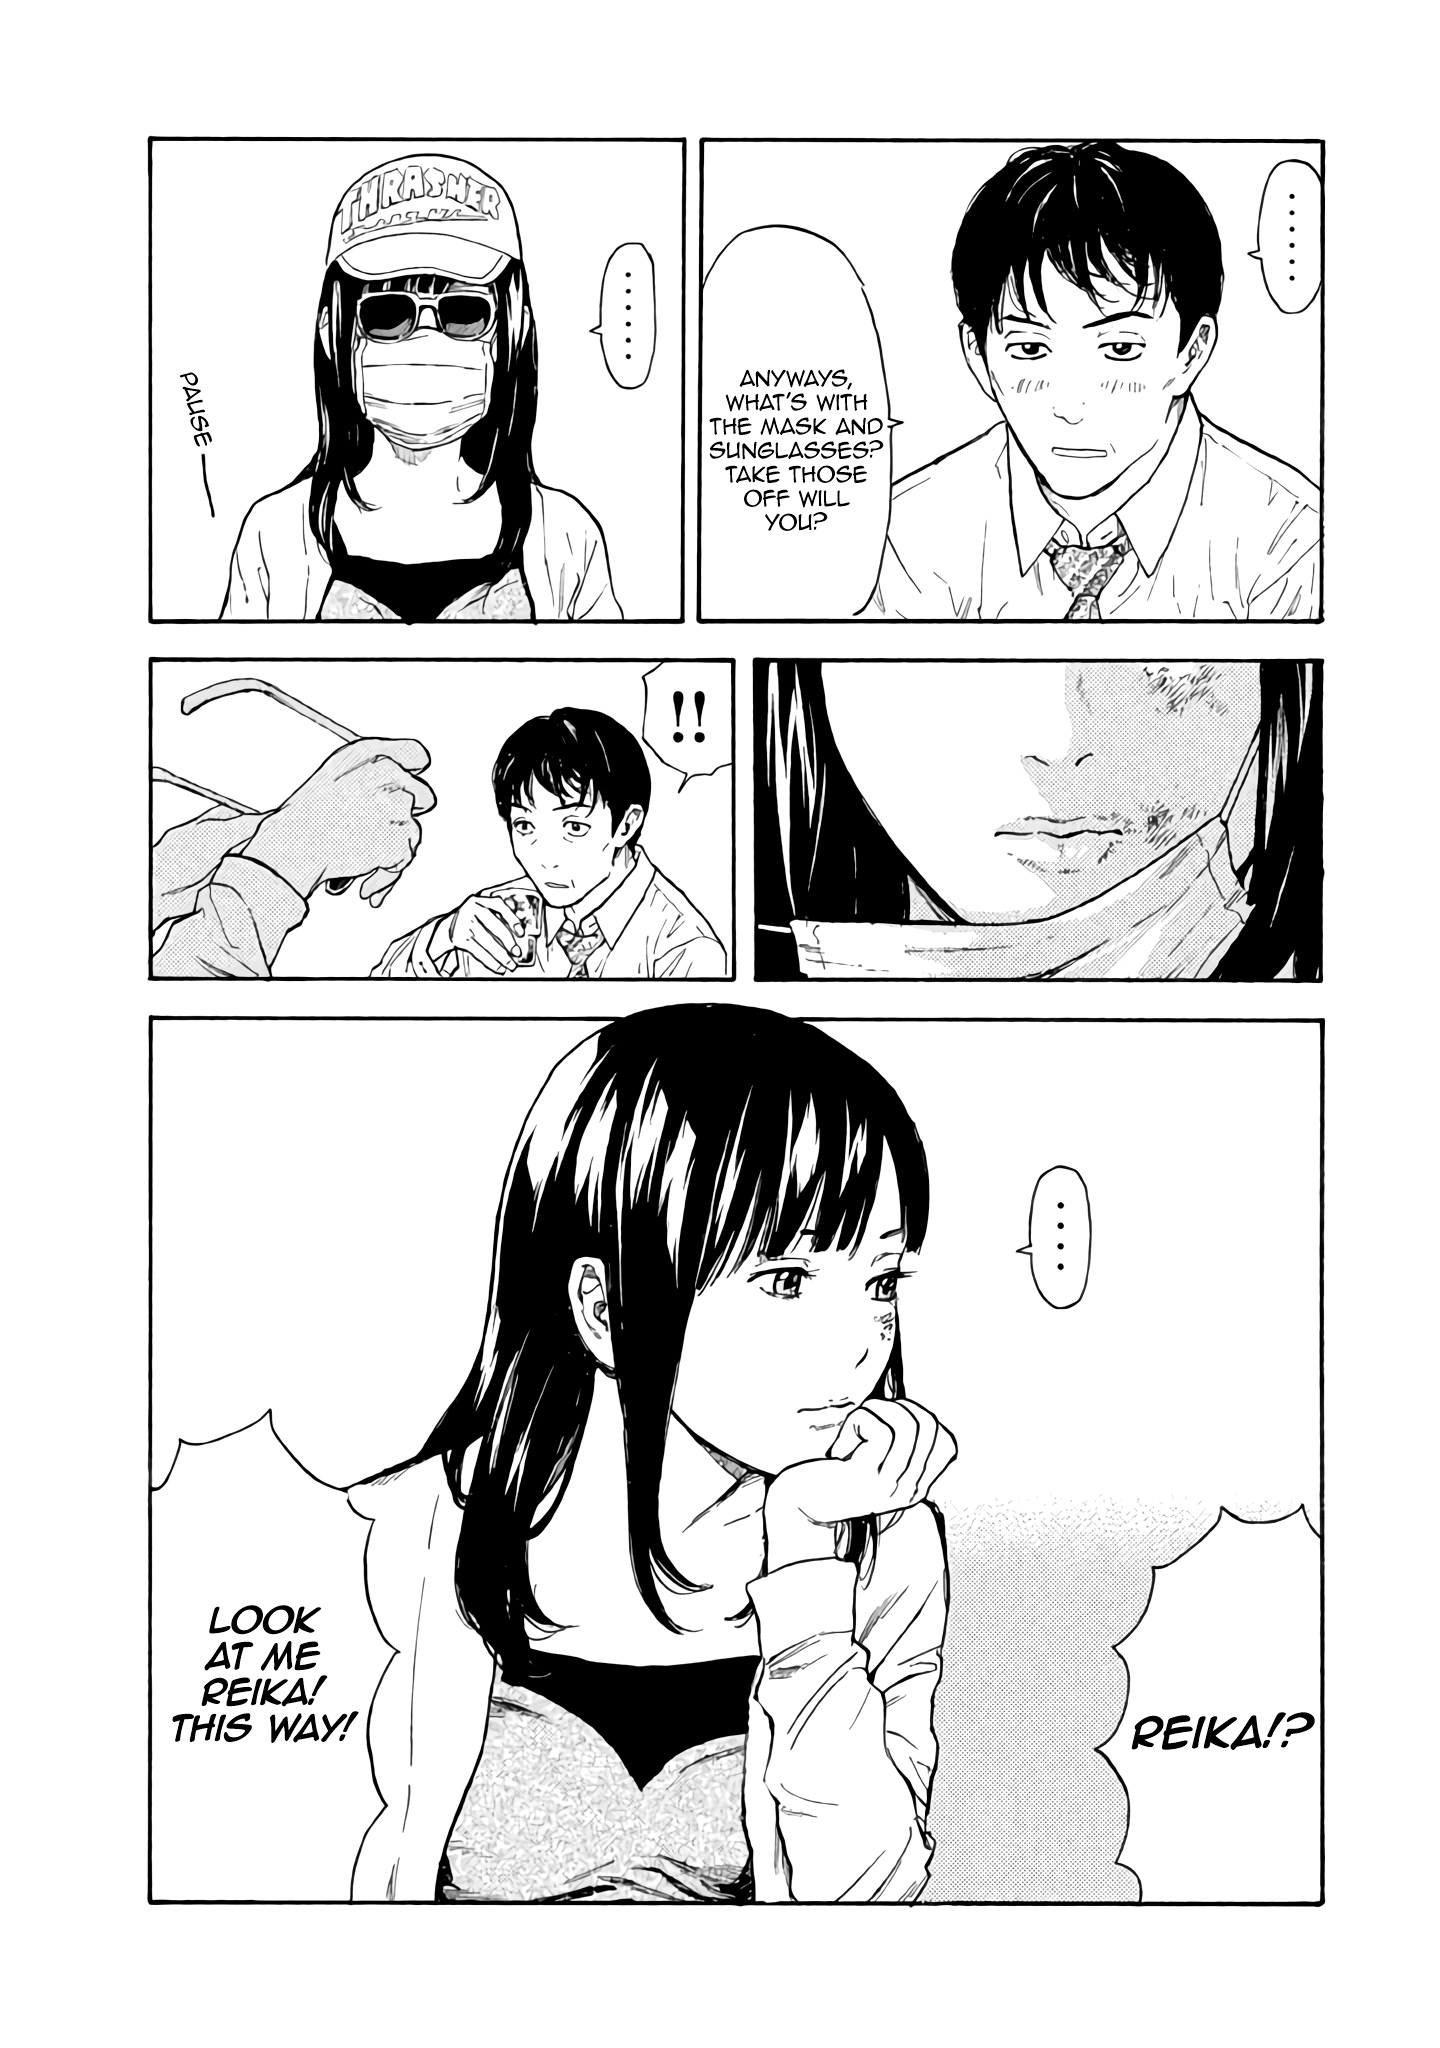 ......
ANYWAYS,
WHAT'S WITH
THE MASK AND
SUNGLASSES?
TAKE THOSE
OFF WILL
YOU?
THRASHER
......
PAUSE
!!
....
REIKA!?
LOOK
AT ME
REIKA!
THIS WAY!